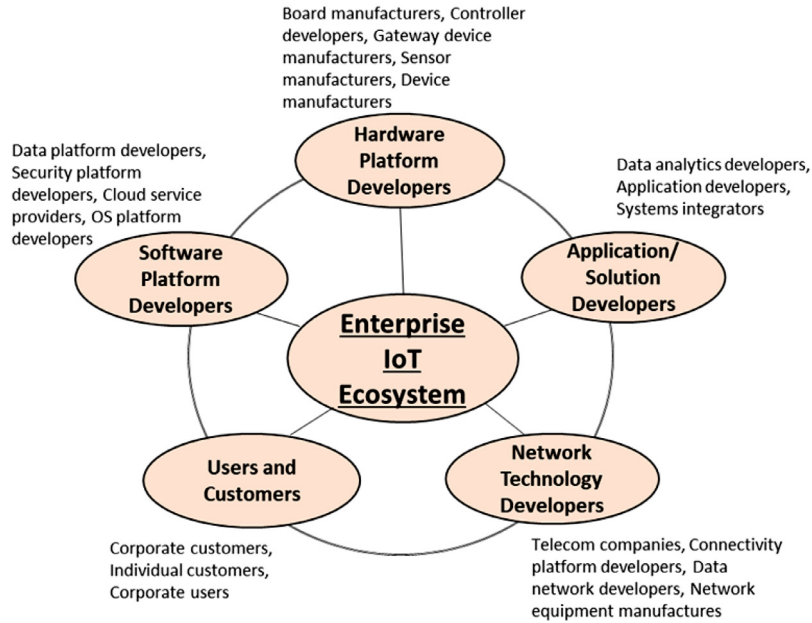 Board manufacturers, Controller
developers, Gateway device
manufacturers, Sensor
manufacturers, Device
manufacturers
Hardware
Platform
Developers
Data platform developers,
Security platform
developers, Cloud service
providers, OS platform
developers
Data analytics developers,
Application developers,
Systems integrators
Software
Platform
Developers
Application/
Solution
Developers
Enterprise
IoT
Ecosystem
Users and
Customers
Network
Technology
Developers
Corporate customers,
Individual customers,
Corporate users
Telecom companies, Connectivity
platform developers, Data
network developers, Network
equipment manufactures